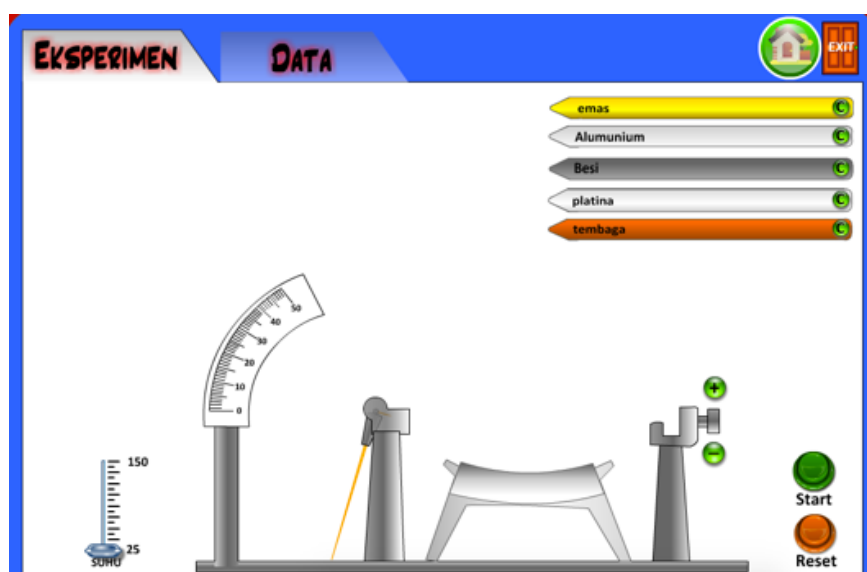 EKSPERIMEN
DATA
EXIT
emas C
Alumunium C
Besi C
platina C
tembaga C
50
40
30
20
10
0
+
150
−
25
SUHU
Start
Reset